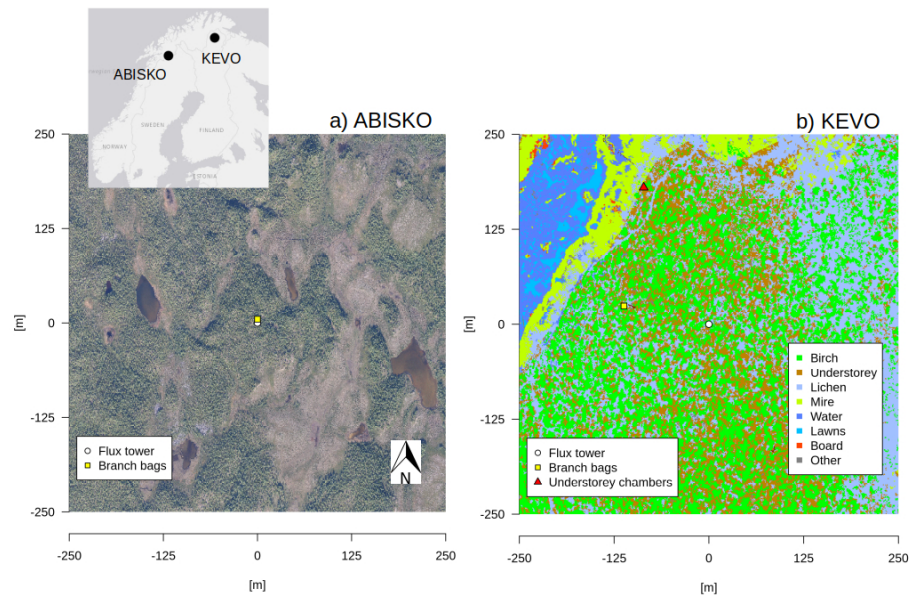 KEVO
ABISKO
SWEDEN
FINLAND
NORWAY
a) ABISKO
b) KEVO
250
125
0
-125
-250
[m]
Flux tower
Branch bags
N
-250
-125
0
125
250
[m]
250
125
0
-125
-250
[m]
Birch
Understorey
Lichen
Mire
Water
Lawns
Board
Other
Flux tower
Branch bags
Understorey chambers
-250
-125
0
125
250
[m]